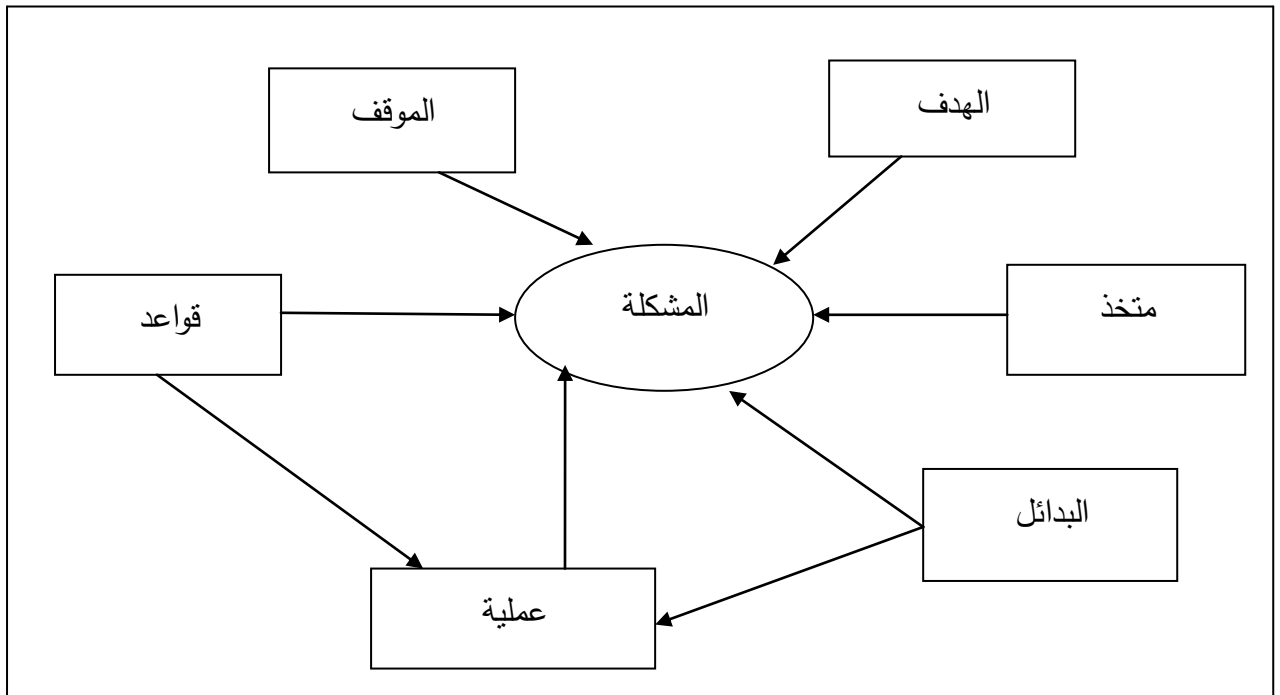 الهدف
الموقف
متخذ
المشكلة
قواعد
البدائل
عملية